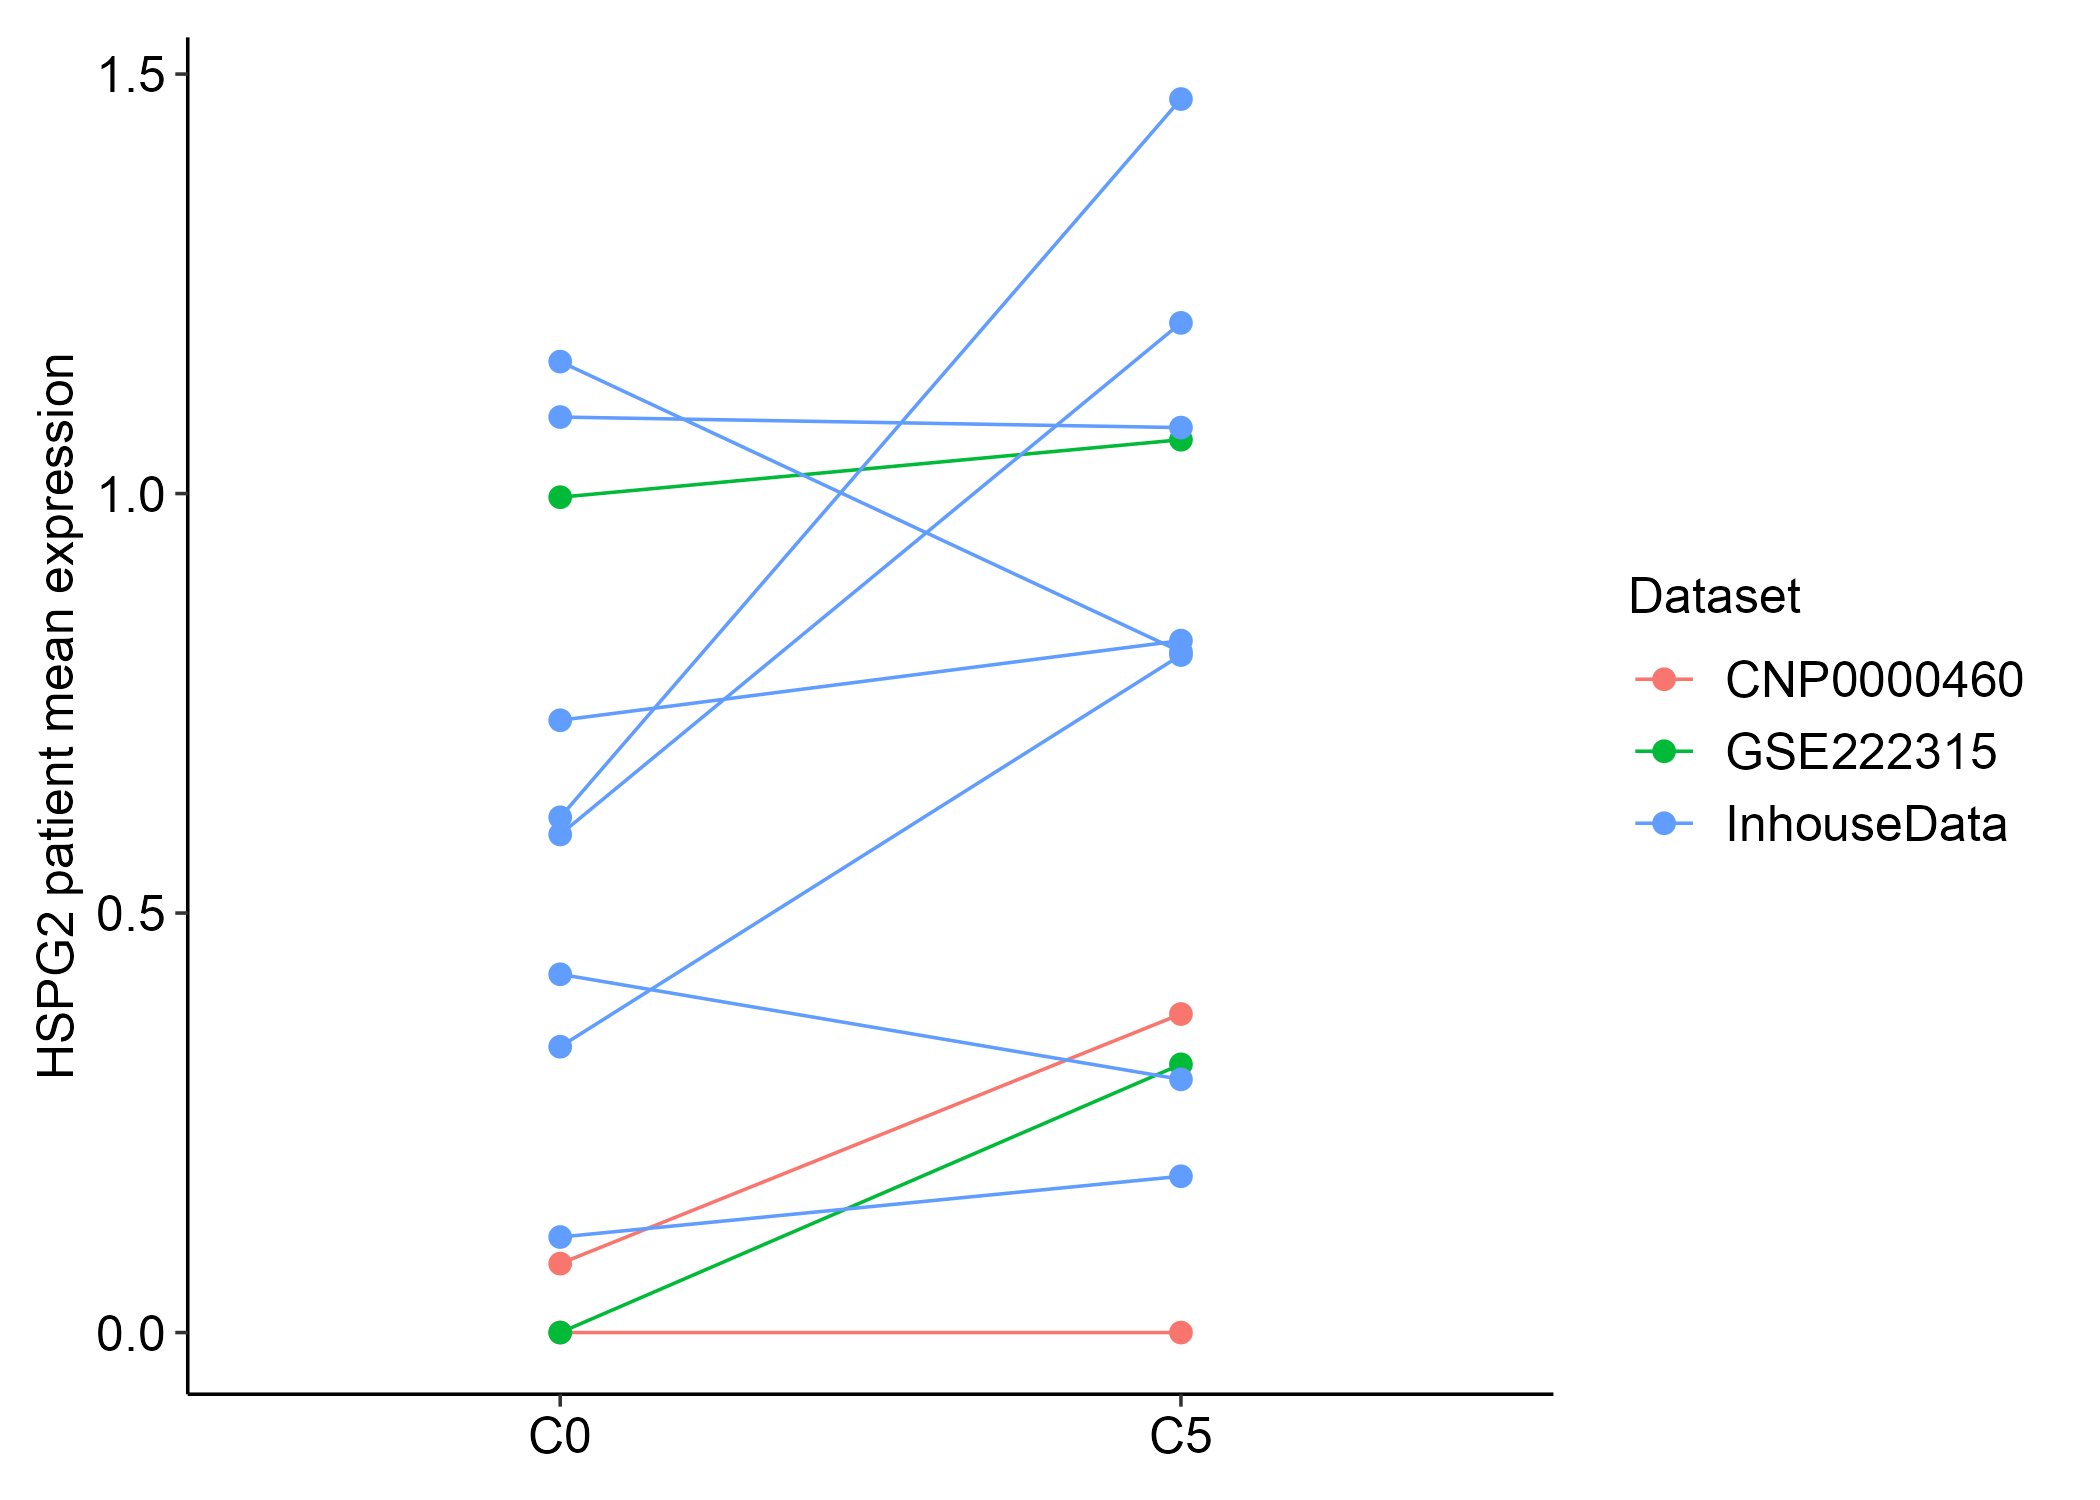 HSPG2 patient mean expression
1.5
1.0
0.5
0.0
C0
C5
Dataset
CNP0000460
GSE222315
InhouseData